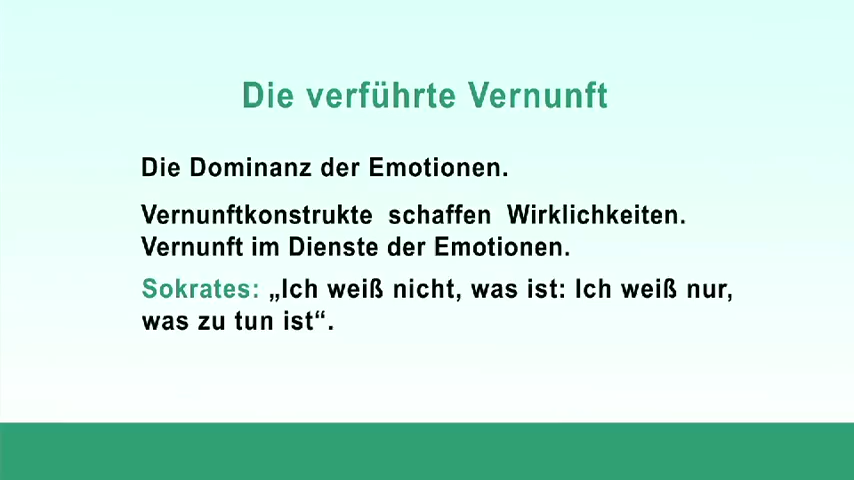 Die verführte Vernunft
Die Dominanz der Emotionen.
Vernunftkonstrukte schaffen Wirklichkeiten.
Vernunft im Dienste der Emotionen.
Sokrates: „Ich weiß nicht, was ist: Ich weiß nur,
was zu tun ist“.